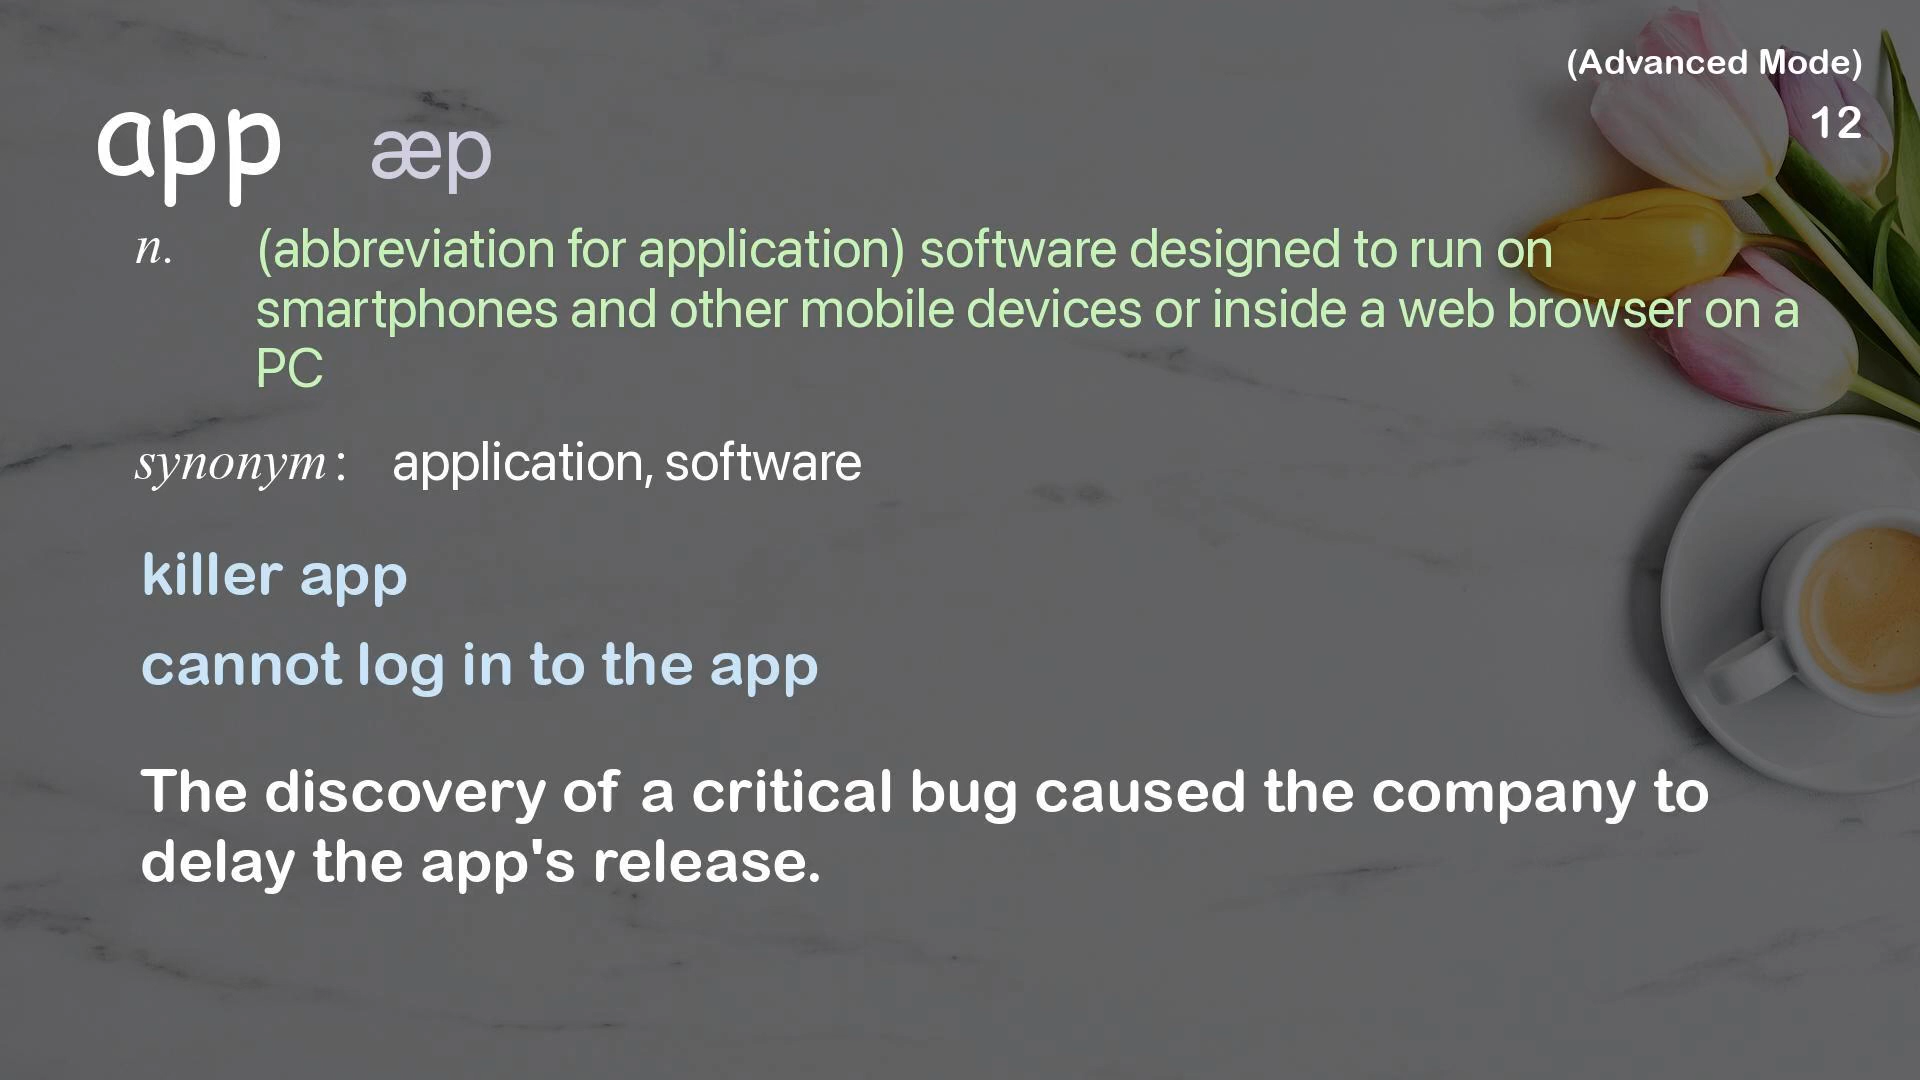 (Advanced Mode)
12
app æp
n. (abbreviation for application) software designed to run on
smartphones and other mobile devices or inside a web browser on a
PC
synonym: application, software
killer app
cannot log in to the app
The discovery of a critical bug caused the company to
delay the app's release.